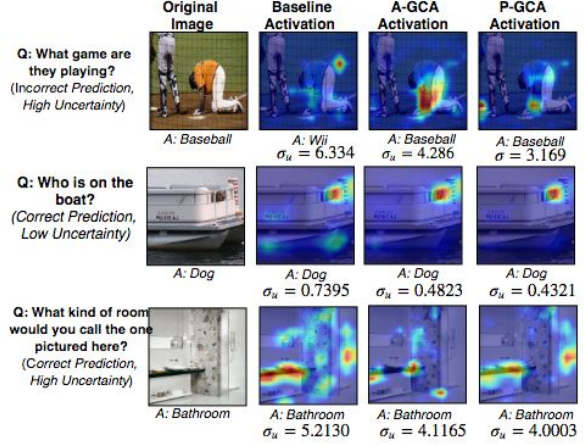 Original Image
Baseline Activation
A-GCA Activation
P-GCA Activation
Q: What game are
they playing?
(Incorrect Prediction,
High Uncertainty)
A: Baseball
A: Wii
A: Baseball
A: Baseball
σu = 6.334
σu = 4.286
σ = 3.169
Q: Who is on the
boat?
(Correct Prediction,
Low Uncertainty)
A: Dog
A: Dog
A: Dog
A: Dog
σu = 0.7395
σu = 0.4823
σu = 0.4321
Q: What kind of room
would you call the one
pictured here?
(Correct Prediction,
High Uncertainty)
A: Bathroom
A: Bathroom
A: Bathroom
A: Bathroom
σu = 5.2130
σu = 4.1165
σu = 4.0003